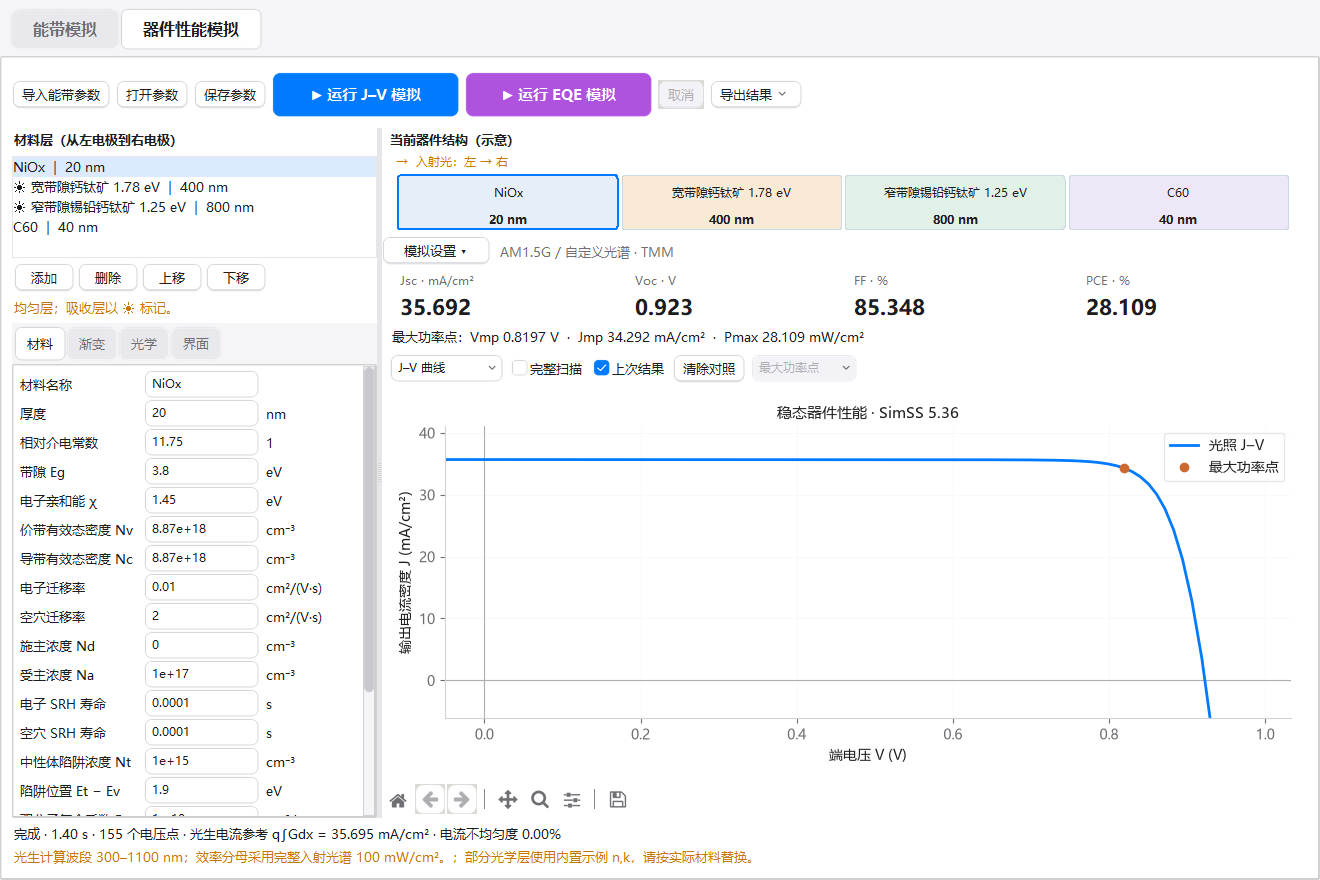 能带模拟 器件性能模拟
导入能带参数 打开参数 保存参数 ▶ 运行 J–V 模拟 ▶ 运行 EQE 模拟 取消 导出结果
材料层（从左电极到右电极）
NiOx | 20 nm
☀ 宽带隙钙钛矿 1.78 eV | 400 nm
☀ 窄带隙锡铅钙钛矿 1.25 eV | 800 nm
C60 | 40 nm
添加 删除 上移 下移
均匀层；吸收层以 ☀ 标记。
材料 渐变 光学 界面
材料名称 NiOx
厚度 20 nm
相对介电常数 11.75 1
带隙 Eg 3.8 eV
电子亲和能 χ 1.45 eV
价带有效态密度 Nv 8.87e+18 cm⁻³
导带有效态密度 Nc 8.87e+18 cm⁻³
电子迁移率 0.01 cm²/(V·s)
空穴迁移率 2 cm²/(V·s)
施主浓度 Nd 0 cm⁻³
受主浓度 Na 1e+17 cm⁻³
电子 SRH 寿命 0.0001 s
空穴 SRH 寿命 0.0001 s
中性体陷阱浓度 Nt 1e+15 cm⁻³
陷阱位置 Et − Ev 1.9 eV
当前器件结构（示意）
→ 入射光：左 → 右
NiOx 宽带隙钙钛矿 1.78 eV 窄带隙锡铅钙钛矿 1.25 eV C60
20 nm 400 nm 800 nm 40 nm
模拟设置 ▾ AM1.5G / 自定义光谱 · TMM
Jsc · mA/cm² Voc · V FF · % PCE · %
35.692 0.923 85.348 28.109
最大功率点：Vmp 0.8197 V · Jmp 34.292 mA/cm² · Pmax 28.109 mW/cm²
J–V 曲线 完整扫描 上次结果 清除对照 最大功率点
稳态器件性能 · SimSS 5.36
光照 J–V
最大功率点
输出电流密度 J (mA/cm²)
40
30
20
10
0
0.0 0.2 0.4 0.6 0.8 1.0
端电压 V (V)
完成 · 1.40 s · 155 个电压点 · 光生电流参考 q∫Gdx = 35.695 mA/cm² · 电流不均匀度 0.00%
光生计算波段 300–1100 nm；效率分母采用完整入射光谱 100 mW/cm²。；部分光学层使用内置示例 n,k，请按实际材料替换。